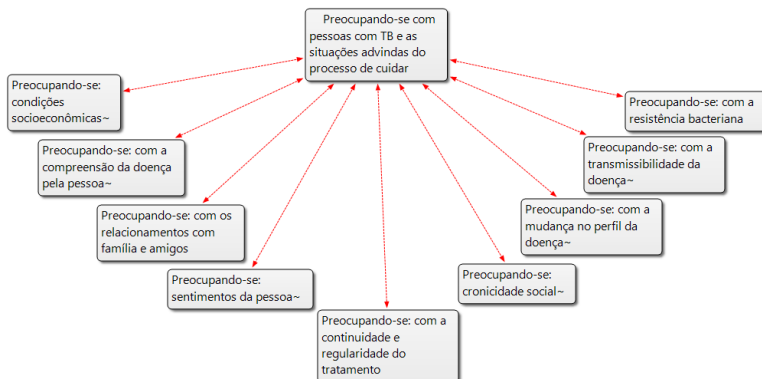 Preocupando-se com
pessoas com TB e as
situações advindas do
processo de cuidar
Preocupando-se:
condições
socioeconômicas~
Preocupando-se: com a
compreensão da doença
pela pessoa~
Preocupando-se: com os
relacionamentos com
família e amigos
Preocupando-se:
sentimentos da pessoa~
Preocupando-se: com a
continuidade e
regularidade do
tratamento
Preocupando-se:
cronicidade social~
Preocupando-se: com a
mudança no perfil da
doença~
Preocupando-se: com a
transmissibilidade da
doença~
Preocupando-se: com a
resistência bacteriana